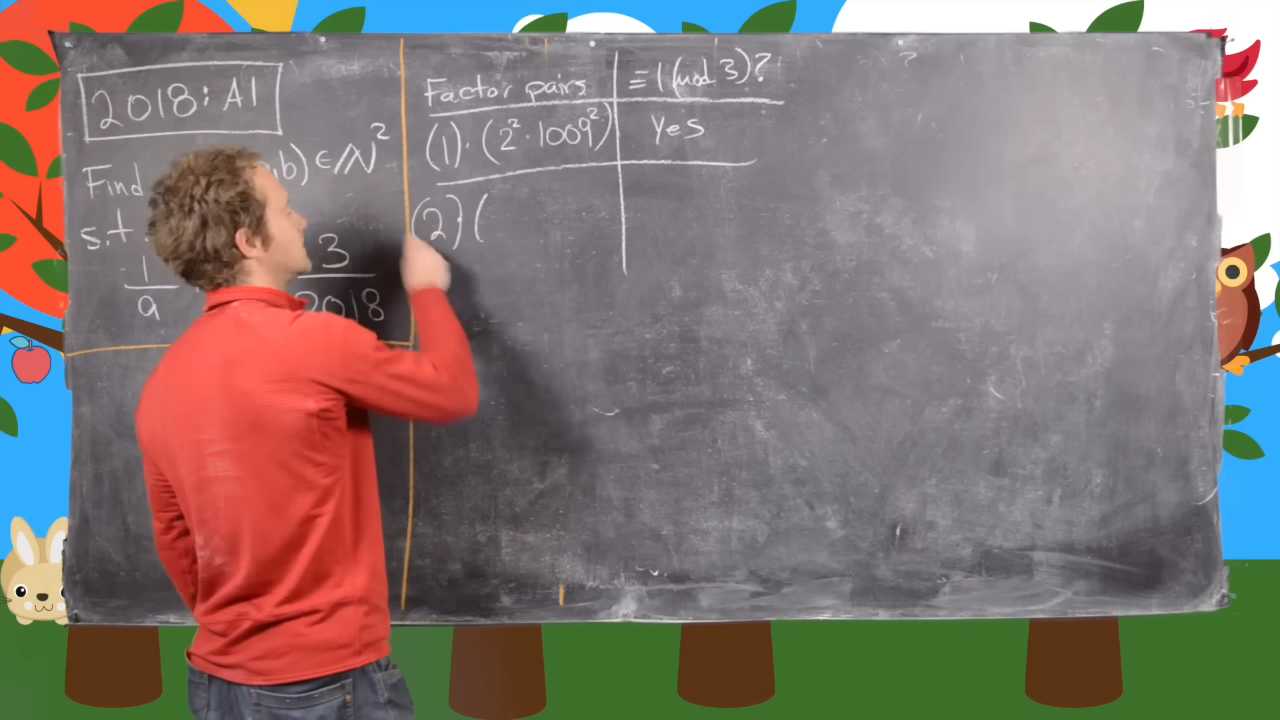 2018: A1
Find ,b) ∈ ℕ²
s.t.
1/a 3/2018
Factor pairs ≡ 1 (mod 3)?
(1)·(2²·1009²) Yes
(2)·(